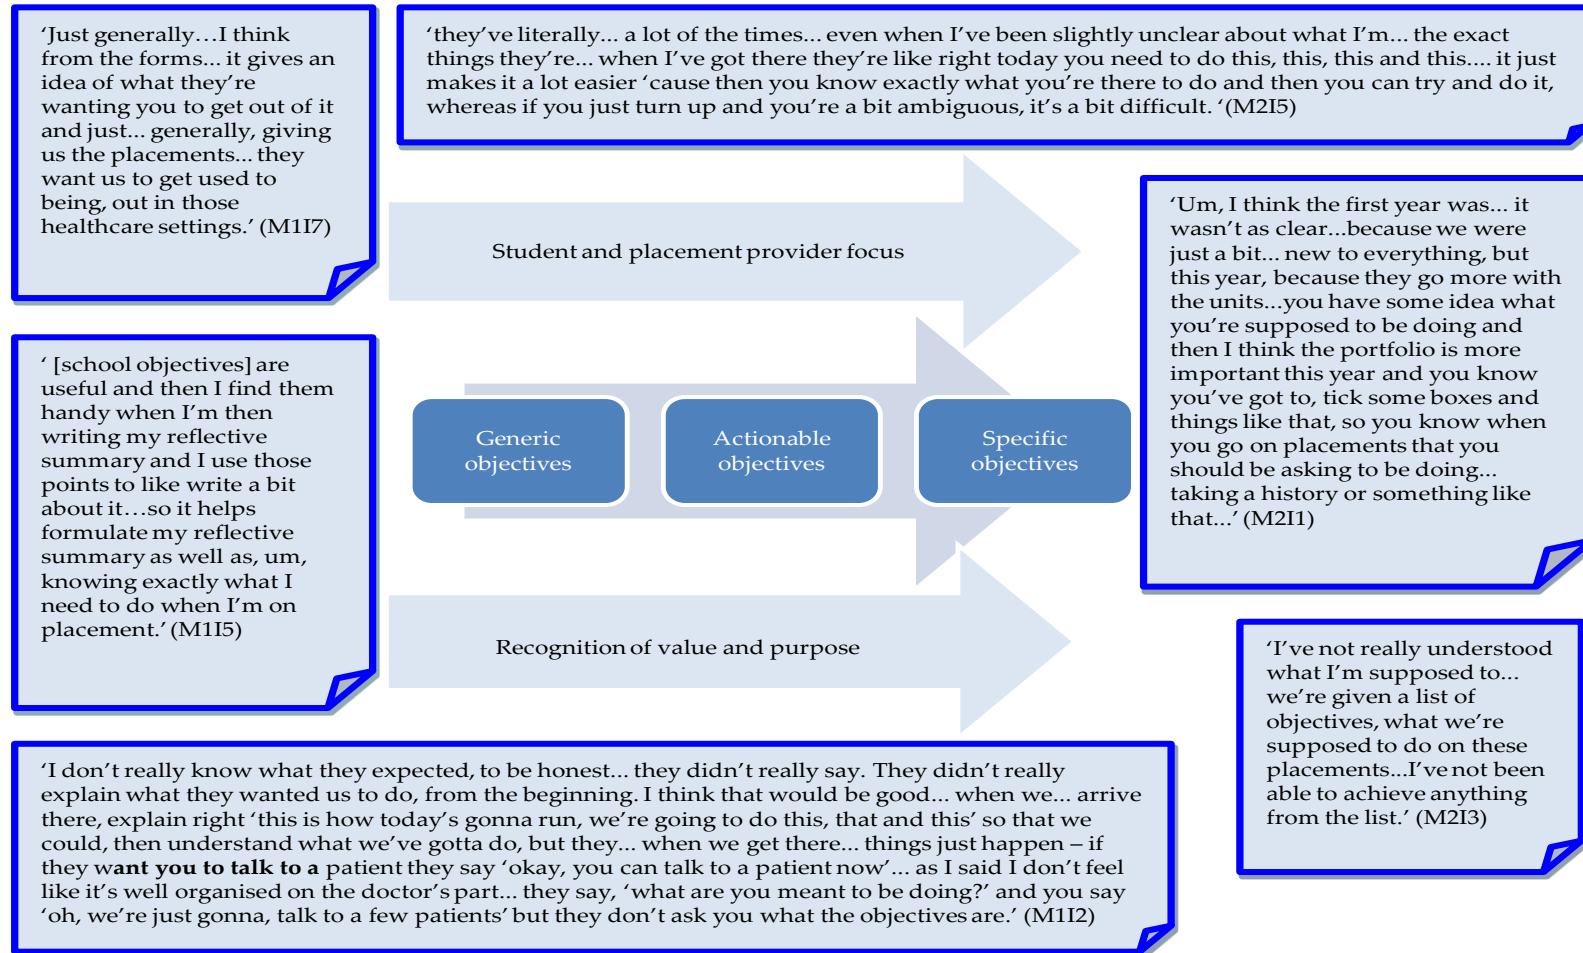 ‘Just generally…I think
from the forms... it gives an
idea of what they’re
wanting you to get out of it
and just... generally, giving
us the placements... they
want us to get used to
being, out in those
healthcare settings.’ (M1I7)
‘they’ve literally... a lot of the times... even when I’ve been slightly unclear about what I’m... the exact
things they’re... when I’ve got there they’re like right today you need to do this, this, this and this.... it just
makes it a lot easier ‘cause then you know exactly what you’re there to do and then you can try and do it,
whereas if you just turn up and you’re a bit ambiguous, it’s a bit difficult. ‘(M2I5)
Student and placement provider focus
‘Um, I think the first year was... it
wasn’t as clear...because we were
just a bit... new to everything, but
this year, because they go more with
the units...you have some idea what
you’re supposed to be doing and
then I think the portfolio is more
important this year and you know
you’ve got to, tick some boxes and
things like that, so you know when
you go on placements that you
should be asking to be doing...
taking a history or something like
that...’ (M2I1)
‘ [school objectives] are
useful and then I find them
handy when I’m then
writing my reflective
summary and I use those
points to like write a bit
about it…so it helps
formulate my reflective
summary as well as, um,
knowing exactly what I
need to do when I’m on
placement.’ (M1I5)
Generic
objectives
Actionable
objectives
Specific
objectives
Recognition of value and purpose
‘I’ve not really understood
what I’m supposed to...
we’re given a list of
objectives, what we’re
supposed to do on these
placements...I’ve not been
able to achieve anything
from the list.’ (M2I3)
‘I don’t really know what they expected, to be honest... they didn’t really say. They didn’t really
explain what they wanted us to do, from the beginning. I think that would be good... when we... arrive
there, explain right ‘this is how today’s gonna run, we’re going to do this, that and this’ so that we
could, then understand what we’ve gotta do, but they... when we get there... things just happen – if
they want you to talk to a patient they say ‘okay, you can talk to a patient now’... as I said I don’t feel
like it’s well organised on the doctor’s part... they say, ‘what are you meant to be doing?’ and you say
‘oh, we’re just gonna, talk to a few patients’ but they don’t ask you what the objectives are.’ (M1I2)